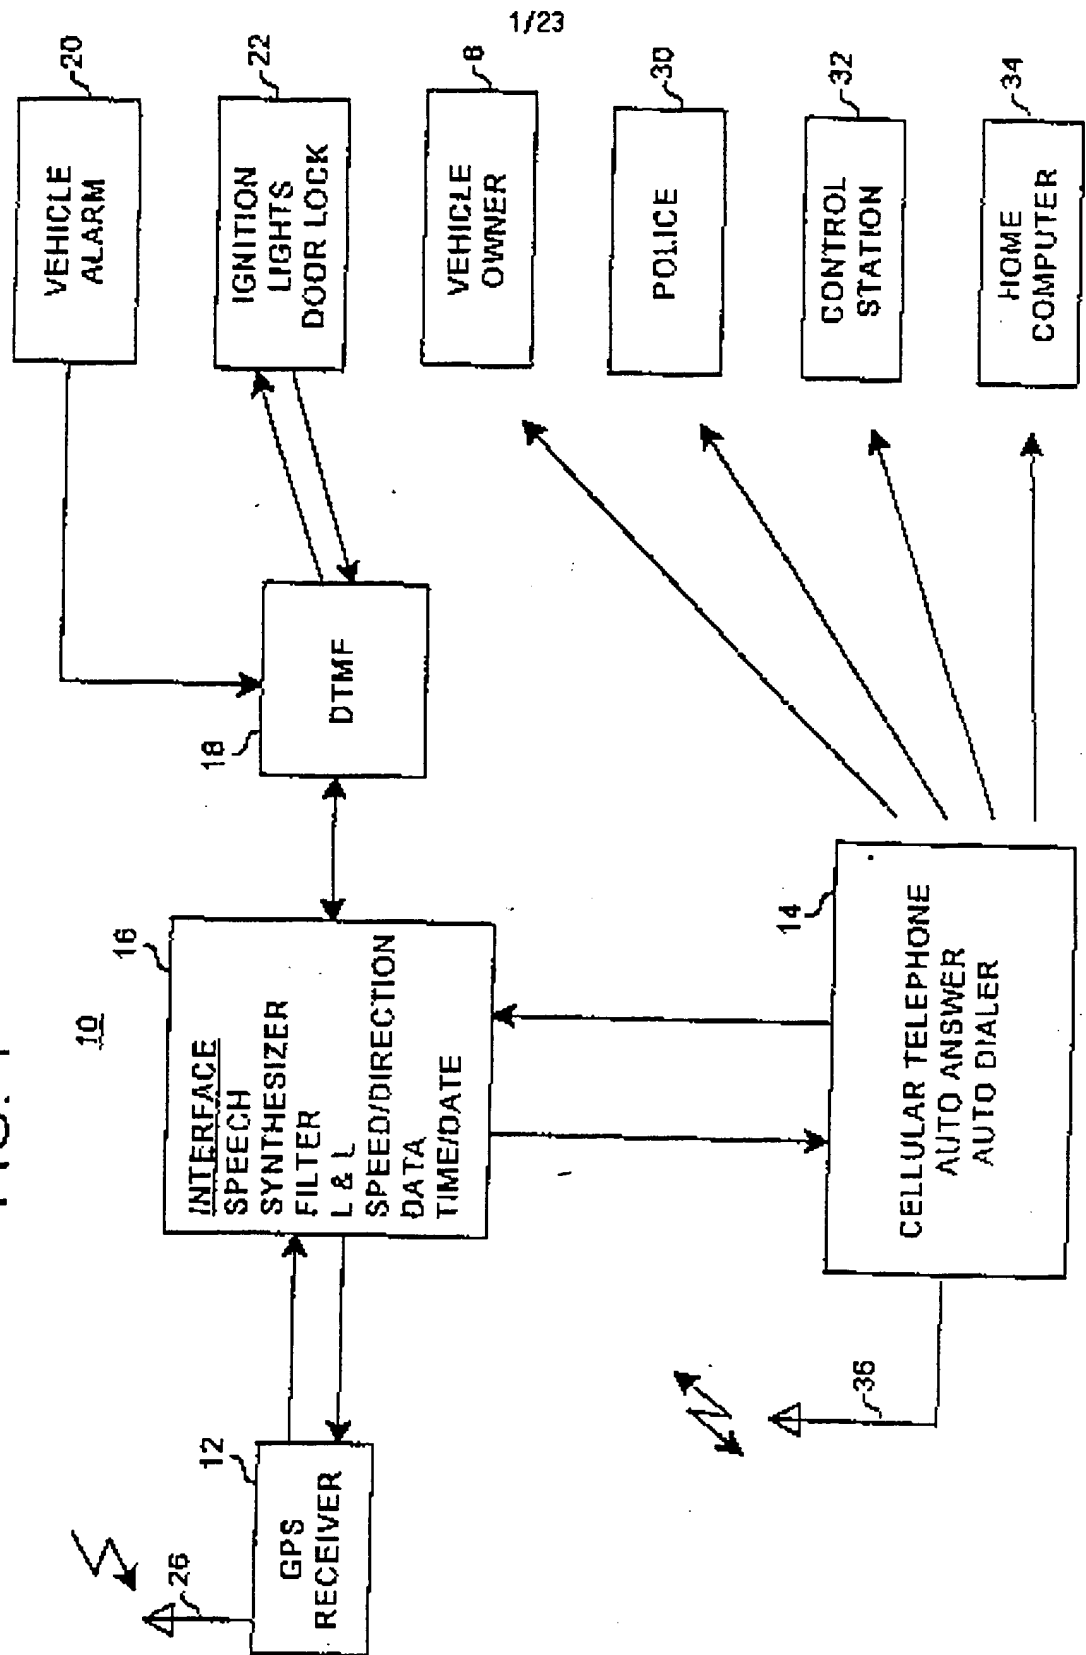 1/23
10
VEHICLE
ALARM
20
IGNITION
LIGHTS
DOOR LOCK
22
VEHICLE
OWNER
8
POLICE
30
CONTROL
STATION
32
HOME
COMPUTER
34
DTMF
18
INTERFACE
SPEECH
SYNTHESIZER
FILTER
L & L
SPEED/DIRECTION
DATA
TIME/DATE
16
CELLULAR TELEPHONE
AUTO ANSWER
AUTO DIALER
14
GPS
RECEIVER
12
26
36